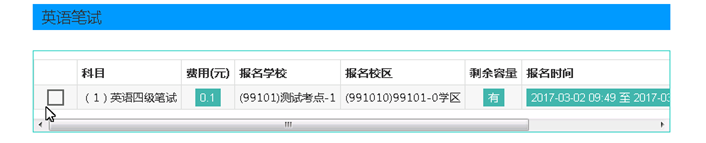 英语笔试
科目 费用(元) 报名学校 报名校区 剩余容量 报名时间
（1）英语四级笔试 0.1 (99101)测试考点-1 (991010)99101-0学区 有 2017-03-02 09:49 至 2017-03